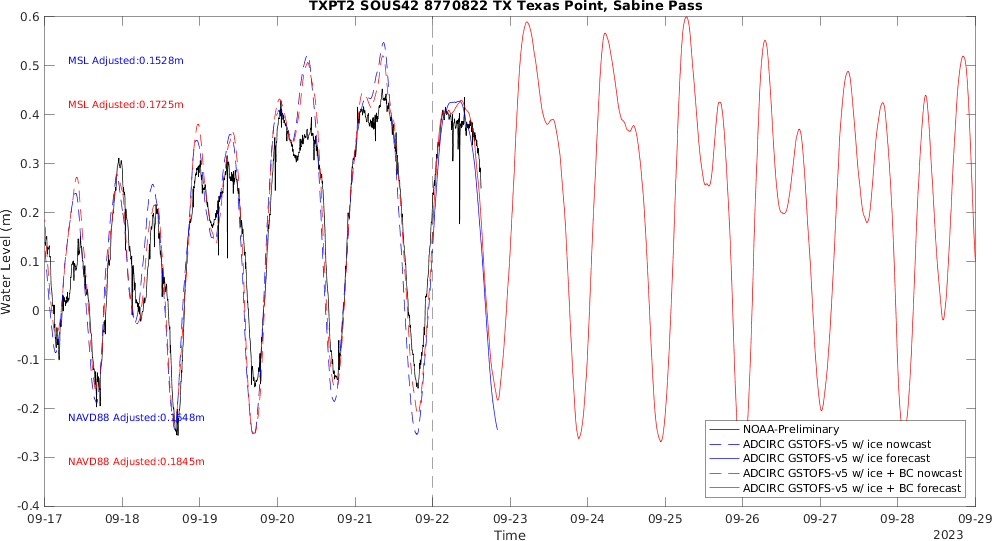 TXPT2 SOUS42 8770822 TX Texas Point, Sabine Pass
0.6
0.5
0.4
0.3
0.2
0.1
0
-0.1
-0.2
-0.3
-0.4
Water Level (m)
MSL Adjusted:0.1528m
MSL Adjusted:0.1725m
NAVD88 Adjusted:0.1648m
NAVD88 Adjusted:0.1845m
NOAA-Preliminary
ADCIRC GSTOFS-v5 w/ ice nowcast
ADCIRC GSTOFS-v5 w/ ice forecast
ADCIRC GSTOFS-v5 w/ ice + BC nowcast
ADCIRC GSTOFS-v5 w/ ice + BC forecast
09-17 09-18 09-19 09-20 09-21 09-22 09-23 09-24 09-25 09-26 09-27 09-28 09-29
Time
2023